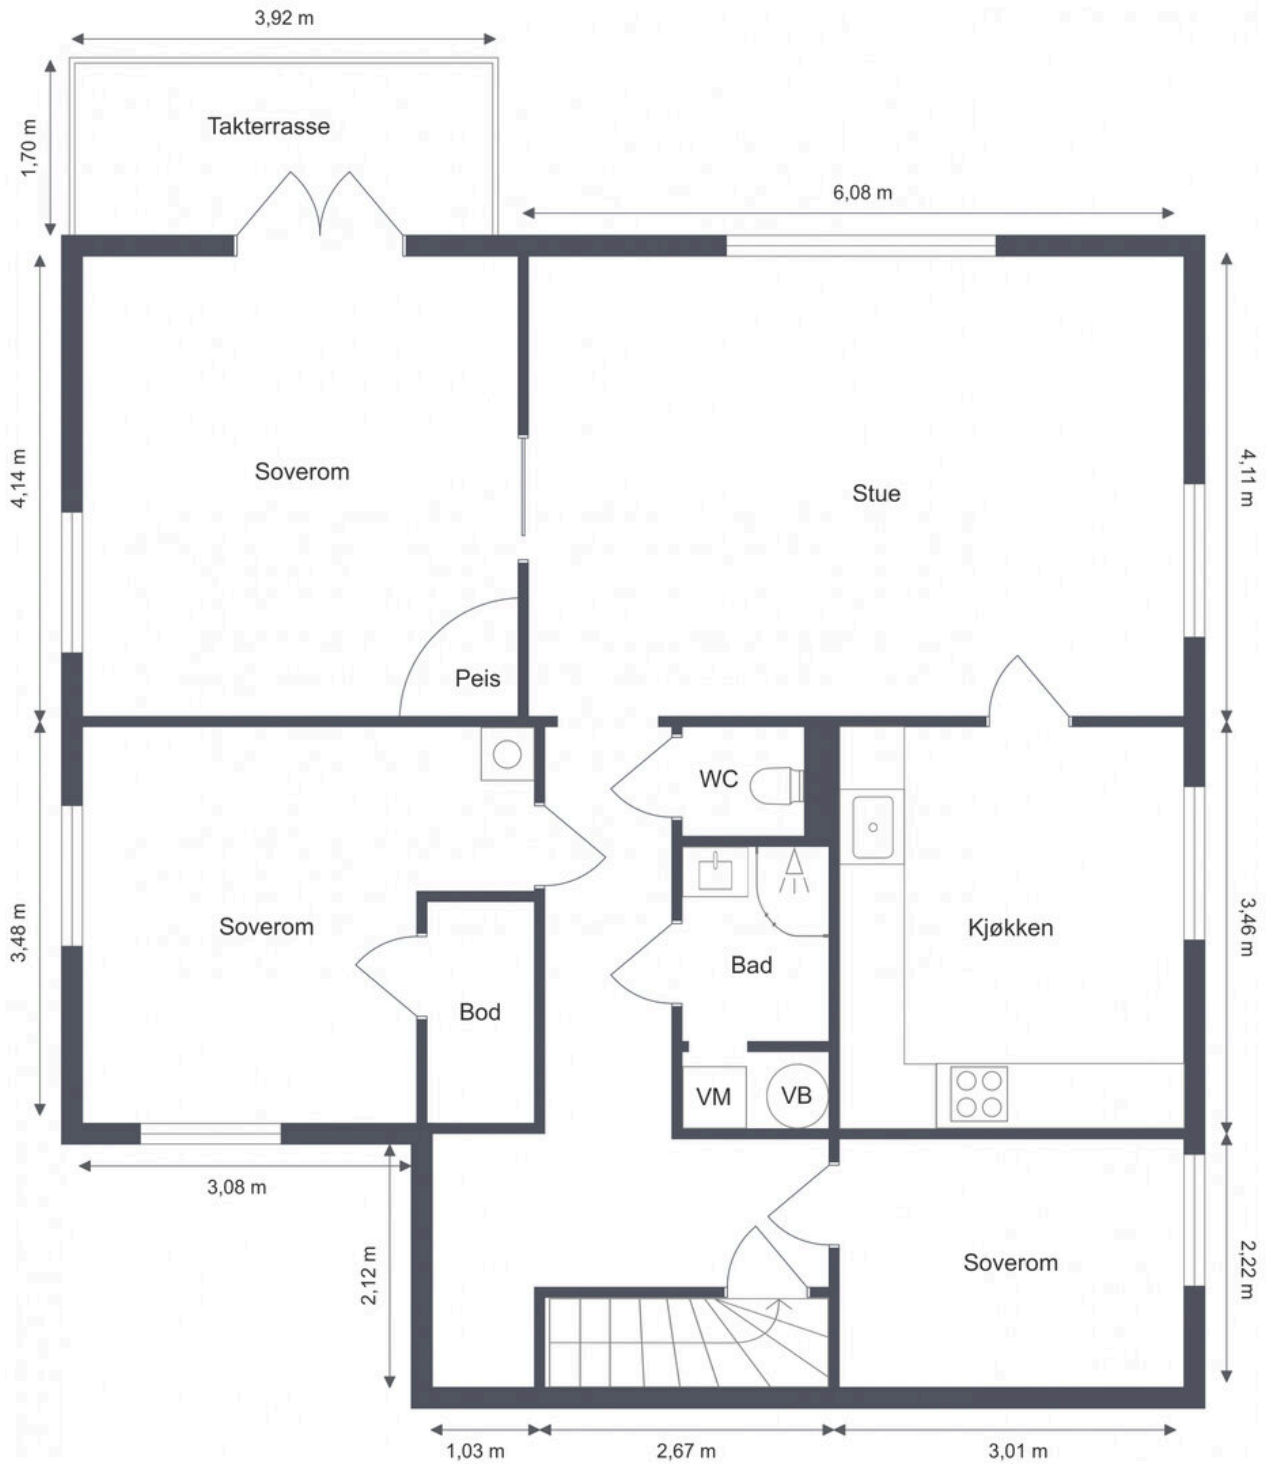 3,92 m
1,70 m
Takterrasse
6,08 m
4,14 m
Soverom
Stue
4,11 m
Peis
WC
3,48 m
Soverom
Bod
Bad
Kjøkken
3,46 m
VM
VB
3,08 m
2,12 m
Soverom
2,22 m
1,03 m
2,67 m
3,01 m